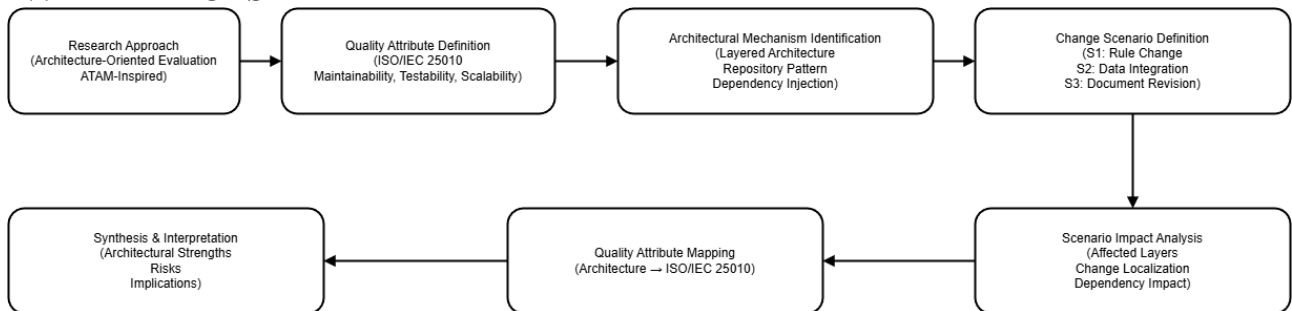 Research Approach
(Architecture-Oriented Evaluation
ATAM-Inspired)
Quality Attribute Definition
(ISO/IEC 25010
Maintainability, Testability, Scalability)
Architectural Mechanism Identification
(Layered Architecture
Repository Pattern
Dependency Injection)
Change Scenario Definition
(S1: Rule Change
S2: Data Integration
S3: Document Revision)
Synthesis & Interpretation
(Architectural Strengths
Risks
Implications)
Quality Attribute Mapping
(Architecture → ISO/IEC 25010)
Scenario Impact Analysis
(Affected Layers
Change Localization
Dependency Impact)